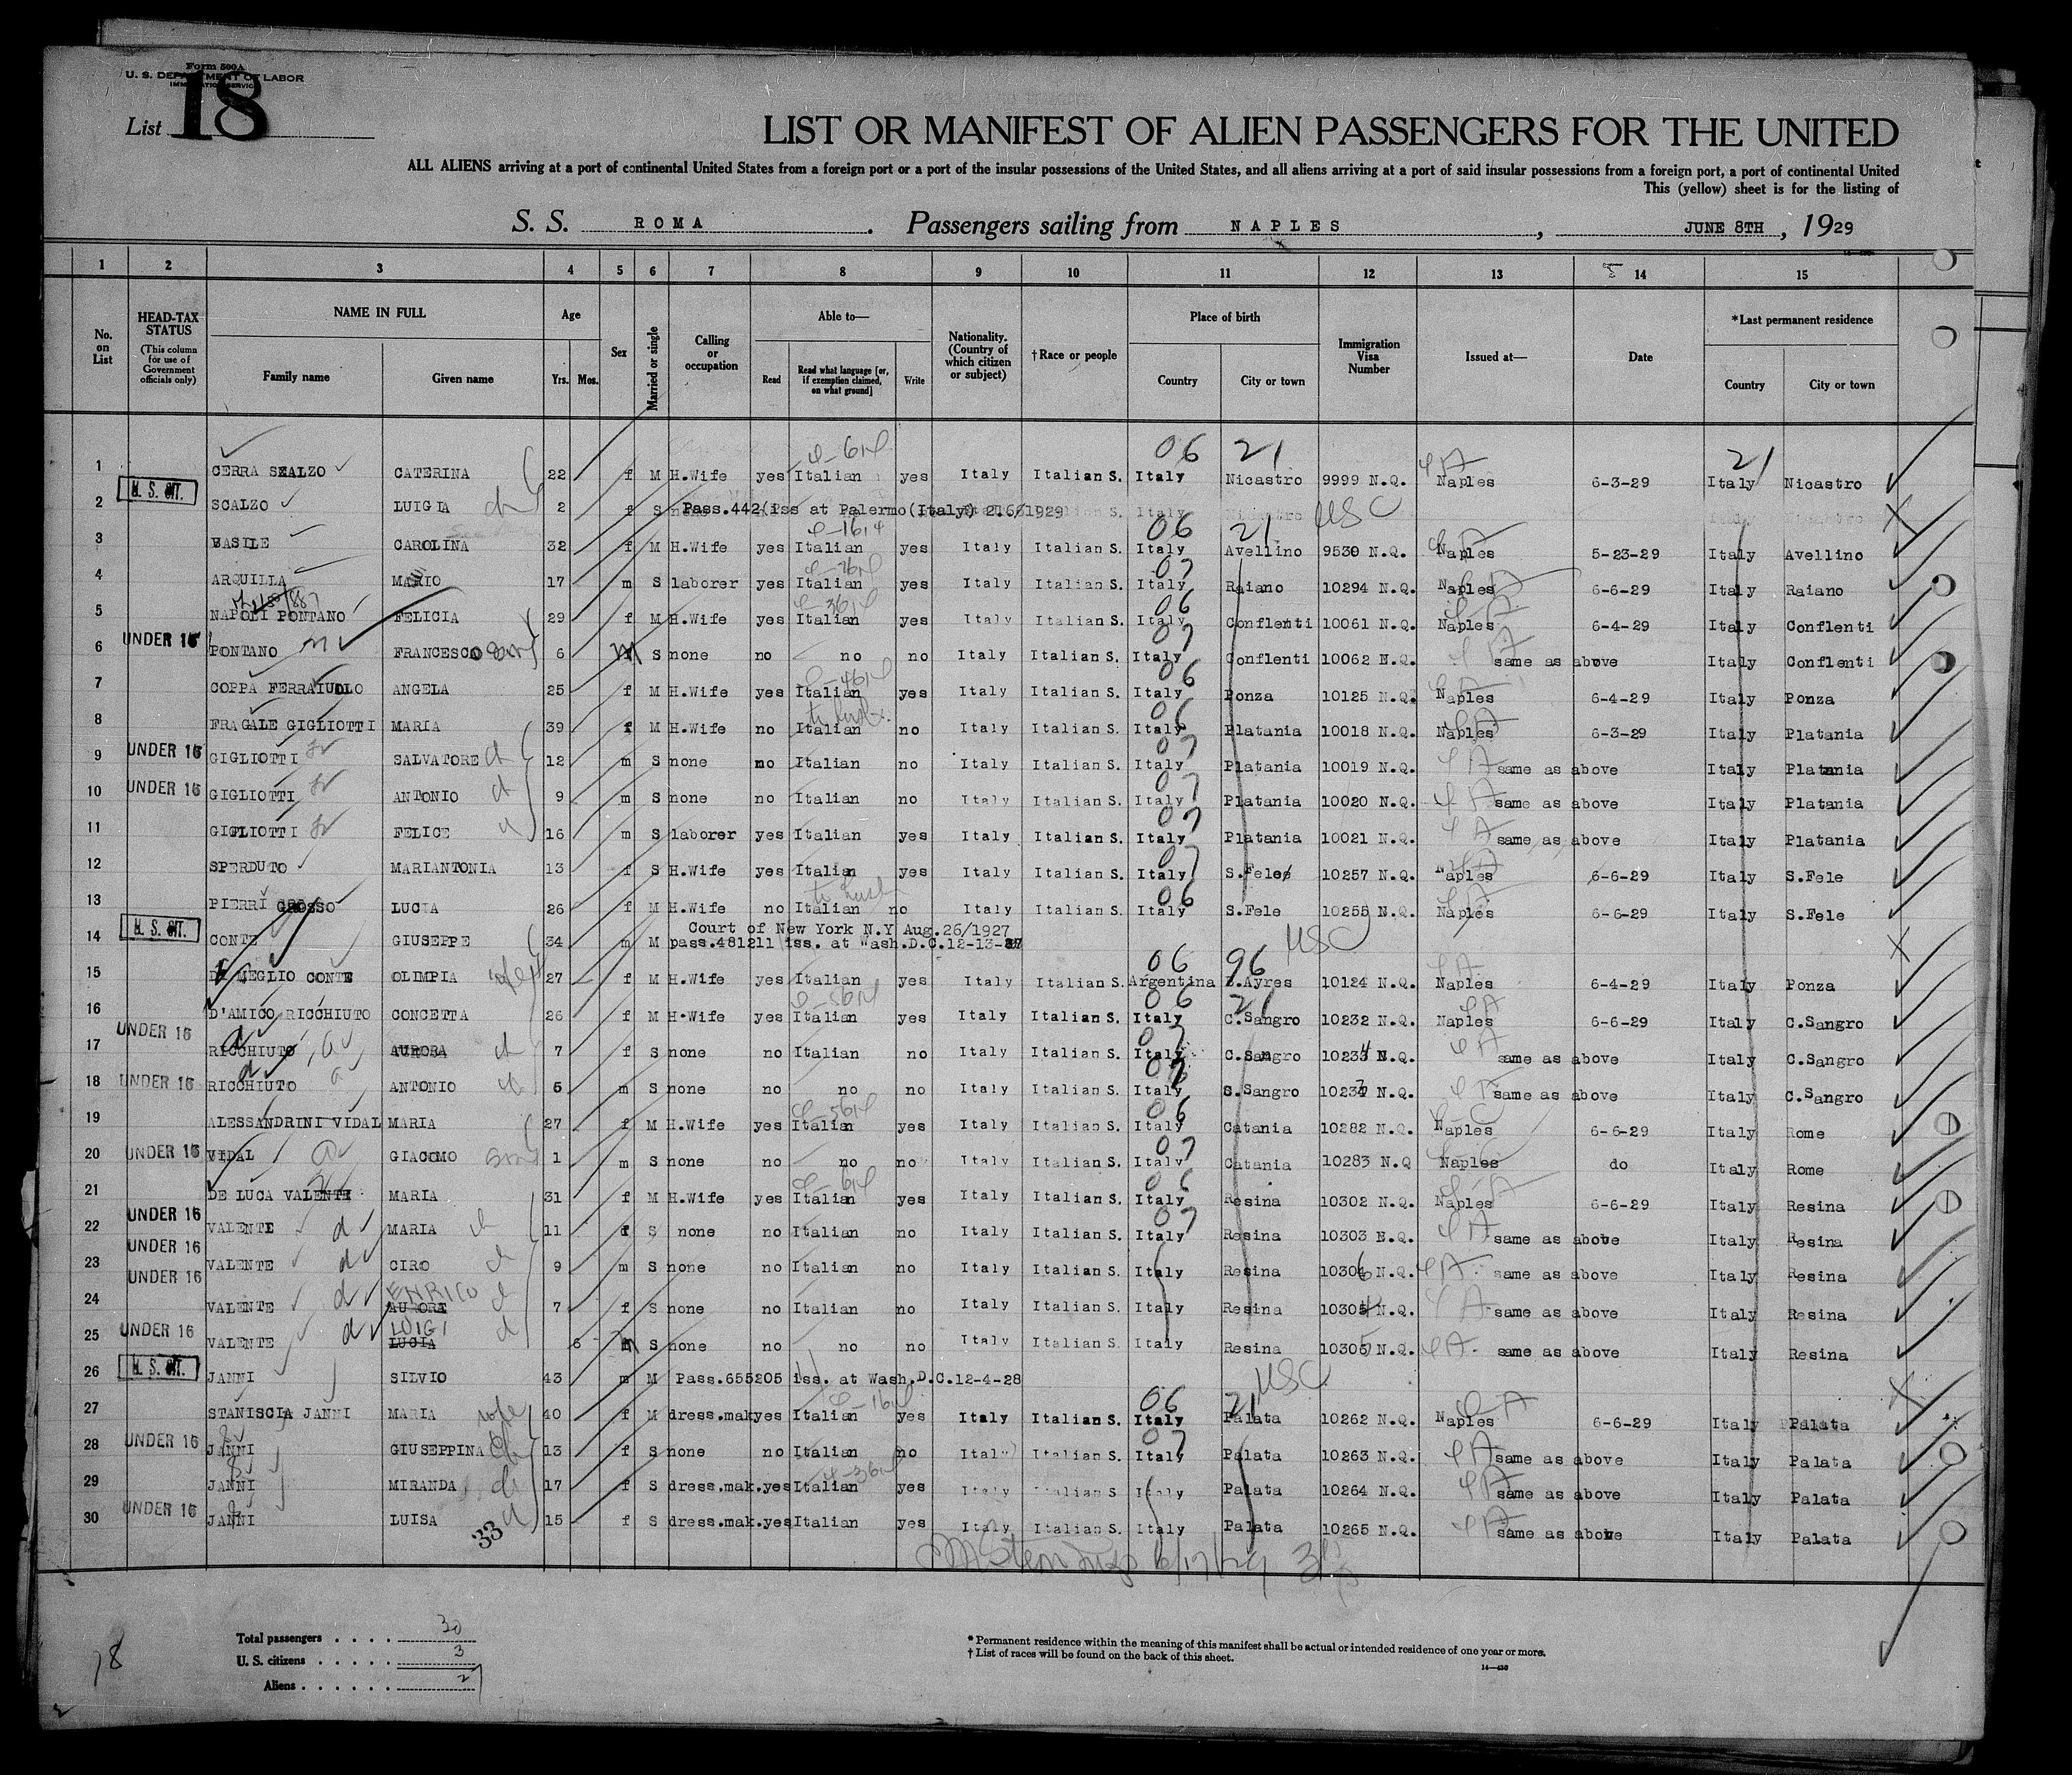 Form 500A
U. S. DEPARTMENT OF LABOR
IMMIGRATION SERVICE
List 18
LIST OR MANIFEST OF ALIEN PASSENGERS FOR THE UNITED
ALL ALIENS arriving at a port of continental United States from a foreign port or a port of the insular possessions of the United States, and all aliens arriving at a port of said insular possessions from a foreign port, a port of continental United
This (yellow) sheet is for the listing of
S. S. ROMA. Passengers sailing from NAPLES, JUNE 8TH, 1929
1 2 3 4 5 6 7 8 9 10 11 12 13 14 15
No. on List
HEAD-TAX STATUS (This column for use of Government officials only)
NAME IN FULL
Family name Given name
Age
Yrs. Mos.
Sex
Married or single
Calling or occupation
Able to—
Read Read what language [or, if exemption claimed, on what ground] Write
Nationality. (Country of which citizen or subject)
†Race or people
Place of birth
Country City or town
Immigration Visa Number
Issued at—
Date
*Last permanent residence
Country City or town
06 21 21
1 CERRA SCALZO CATERINA 22 f M H.Wife yes Italian yes Italy Italian S. Italy Nicastro 9999 N.Q. Naples 6-3-29 Italy Nicastro
2 U. S. CIT. SCALZO LUIGIA 2 f S Pass.442(iss at Palermo(Italy) 2.6/1929 USC
3 BASILE CAROLINA 32 f M H.Wife yes Italian yes Italy Italian S. Italy Avellino 9530 N.Q. Naples 5-23-29 Italy Avellino
4 ARQUILLA MARIO 17 m S laborer yes Italian yes Italy Italian S. Italy Raiano 10294 N.Q. Naples 6-6-29 Italy Raiano
5 NAPOLI PONTANO FELICIA 29 f M H.Wife yes Italian yes Italy Italian S. Italy Conflenti 10061 N.Q. Naples 6-4-29 Italy Conflenti
6 UNDER 16 PONTANO FRANCESCO son 6 M S none no no no Italy Italian S. Italy Conflenti 10062 N.Q. same as above Italy Conflenti
7 COPPA FERRAIUOLO ANGELA 25 f M H.Wife yes Italian yes Italy Italian S. Italy Ponza 10125 N.Q. Naples 6-4-29 Italy Ponza
8 FRAGALE GIGLIOTTI MARIA 39 f M H.Wife no Italian no Italy Italian S. Italy Platania 10018 N.Q. Naples 6-3-29 Italy Platania
9 UNDER 16 GIGLIOTTI SALVATORE 12 m S none no Italian no Italy Italian S. Italy Platania 10019 N.Q. same as above Italy Platania
10 UNDER 16 GIGLIOTTI ANTONIO 9 m S none no Italian no Italy Italian S. Italy Platania 10020 N.Q. same as above Italy Platania
11 GIGLIOTTI FELICE 16 m S laborer yes Italian yes Italy Italian S. Italy Platania 10021 N.Q. same as above Italy Platania
12 SPERDUTO MARIANTONIA 13 f S H.Wife yes Italian yes Italy Italian S. Italy S.Fele 10257 N.Q. Naples 6-6-29 Italy S.Fele
13 PIERRI GROSSO LUCIA 26 f M H.Wife no Italian no Italy Italian S. Italy S.Fele 10255 N.Q. Naples 6-6-29 Italy S.Fele
Court of New York N.Y Aug.26/1927
14 U. S. CIT. CONTE GIUSEPPE 34 m M pass.481211 iss. at Wash.D.C.12-13-27 USC
15 DI MEGLIO CONTE OLIMPIA wife 27 f M H.Wife yes Italian yes Italy Italian S. Argentina B.Ayres 10124 N.Q. Naples 6-4-29 Italy Ponza
16 D'AMICO RICCHIUTO CONCETTA 26 f M H.Wife yes Italian yes Italy Italian S. Italy C.Sangro 10232 N.Q. Naples 6-6-29 Italy C.Sangro
17 UNDER 16 RICCHIUTO AURORA 7 f S none no Italian no Italy Italian S. Italy C.Sangro 10234 N.Q. same as above Italy C.Sangro
18 UNDER 16 RICCHIUTO ANTONIO 6 m S none no no no Italy Italian S. Italy S.Sangro 10233 N.Q. same as above Italy C.Sangro
19 ALESSANDRINI VIDAL MARIA 27 f M H.Wife yes Italian yes Italy Italian S. Italy Catania 10282 N.Q. Naples 6-6-29 Italy Rome
20 UNDER 16 VIDAL GIACOMO son 1 m S none no no no Italy Italian S. Italy Catania 10283 N.Q Naples do Italy Rome
21 DE LUCA VALENTE MARIA 31 f M H.Wife yes Italian yes Italy Italian S. Italy Resina 10302 N.Q. Naples 6-6-29 Italy Resina
22 UNDER 16 VALENTE MARIA 11 f S none no Italian no Italy Italian S. Italy Resina 10303 N.Q. same as above Italy Resina
23 UNDER 16 VALENTE CIRO 9 m S none no Italian no Italy Italian S. Italy Resina 10306 N.Q. same as above Italy Resina
ENRICO
24 UNDER 16 VALENTE AURORE 7 f S none no Italian no Italy Italian S. Italy Resina 10304 N.Q. same as above Italy Resina
LUIGI
25 UNDER 16 VALENTE LUCIA 6 m S none no no no Italy Italian S. Italy Resina 10305 N.Q. same as above Italy Resina
26 U. S. CIT. JANNI SILVIO 43 m M Pass.655205 iss. at Wash.D.C.12-4-28 USC
27 STANISCIA JANNI MARIA wife 40 f M dress.mak yes Italian yes Italy Italian S. Italy Palata 10262 N.Q. Naples 6-6-29 Italy Palata
28 UNDER 16 JANNI GIUSEPPINA 13 f S none no Italian no Italy Italian S. Italy Palata 10263 N.Q. same as above Italy Palata
29 JANNI MIRANDA 17 f S dress.mak.yes Italian yes Italy Italian S Italy Palata 10264 N.Q. same as above Italy Palata
30 UNDER 16 JANNI LUISA 15 f S dress.mak.yes Italian yes Italy Italian S. Italy Palata 10265 N.Q. same as above Italy Palata
33
6/17/29
Total passengers . . . . 30
U. S. citizens . . . . . 3
Aliens . . . . . . 27
18
* Permanent residence within the meaning of this manifest shall be actual or intended residence of one year or more.
† List of races will be found on the back of this sheet.
14—430